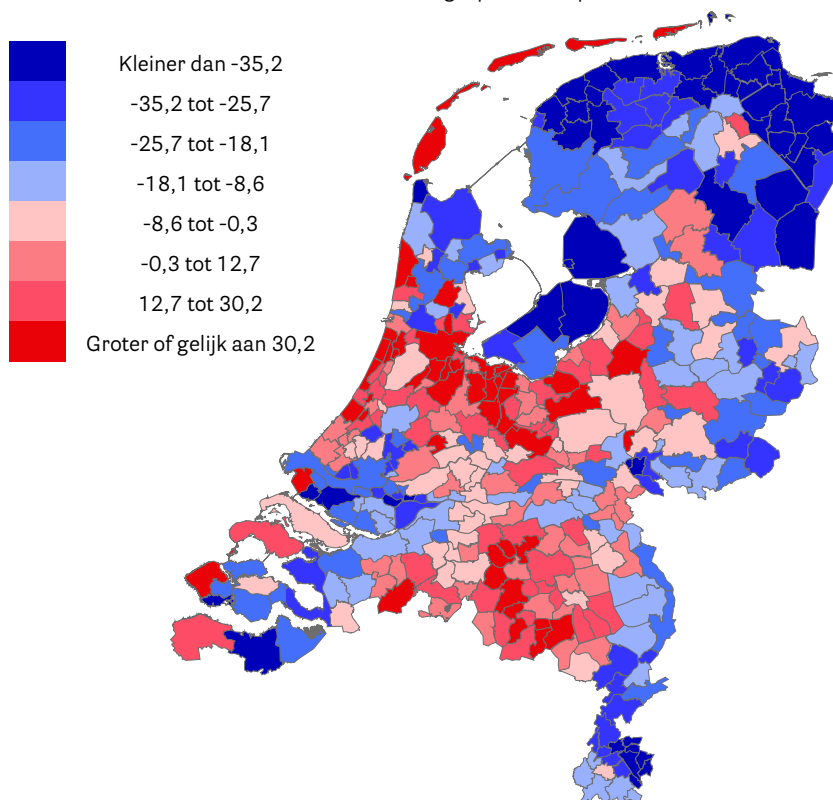 Kleiner dan -35,2
-35,2 tot -25,7
-25,7 tot -18,1
-18,1 tot -8,6
-8,6 tot -0,3
-0,3 tot 12,7
12,7 tot 30,2
Groter of gelijk aan 30,2